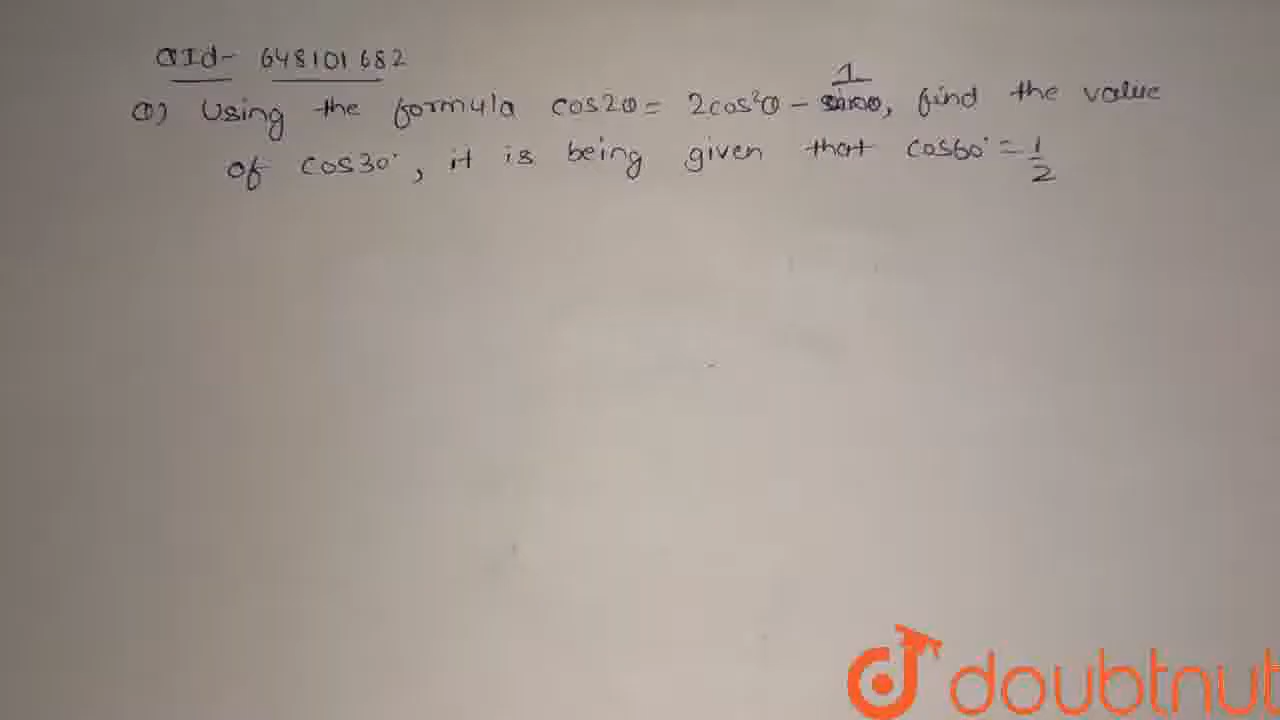 QId- 648101682
1
Q) Using the formula cos2θ = 2cos²θ - , find the value
of cos30°, it is being given that cos60° = 1/2
doubtnut